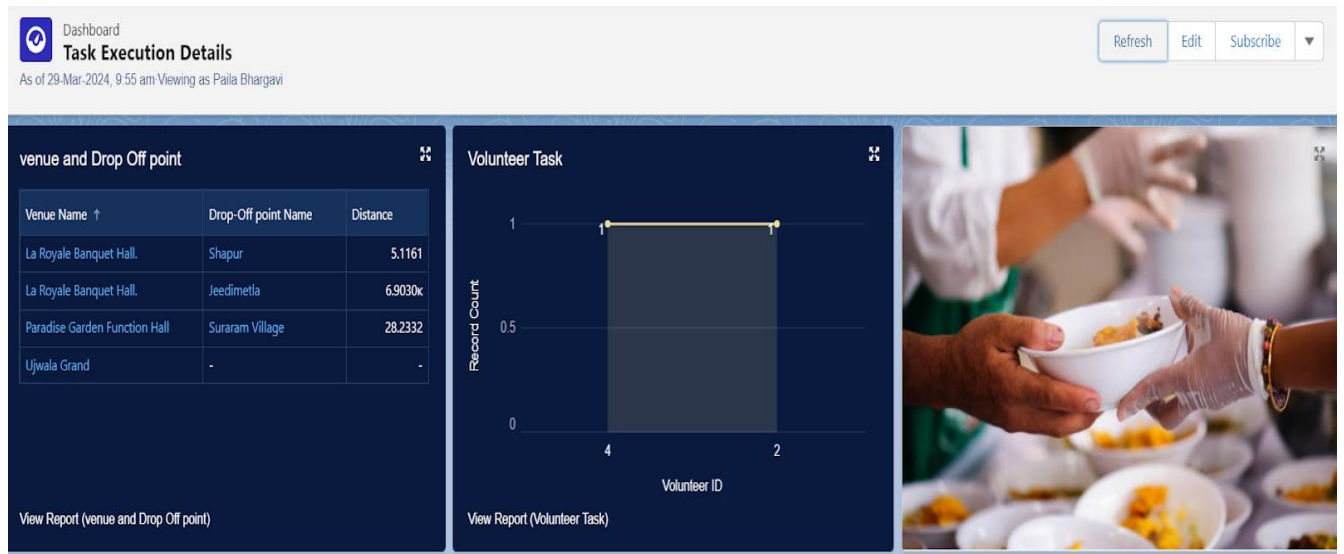 Dashboard
Task Execution Details
As of 29-Mar-2024, 9:55 am·Viewing as Paila Bhargavi
Refresh Edit Subscribe ▼
venue and Drop Off point
Venue Name ↑ Drop-Off point Name Distance
La Royale Banquet Hall. Shapur 5.1161
La Royale Banquet Hall. Jeedimetla 6.9030K
Paradise Garden Function Hall Suraram Village 28.2332
Ujwala Grand - -
View Report (venue and Drop Off point)
Volunteer Task
Record Count
1
0.5
0
1 1
4 2
Volunteer ID
View Report (Volunteer Task)